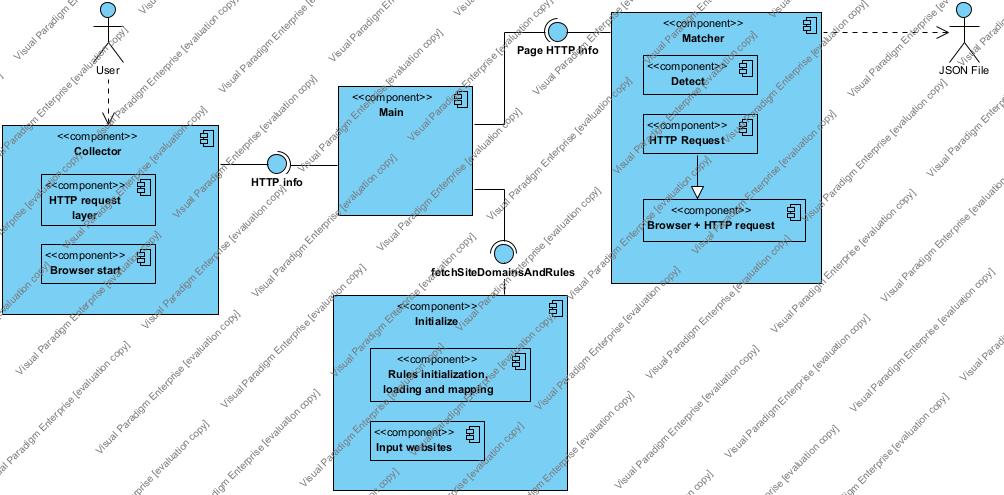 User
<<component>>
Collector
<<component>>
HTTP request
layer
<<component>>
Browser start
HTTP info
<<component>>
Main
Page HTTP Info
fetchSiteDomainsAndRules
<<component>>
Initialize
<<component>>
Rules initialization,
loading and mapping
<<component>>
Input websites
<<component>>
Matcher
<<component>>
Detect
<<component>>
HTTP Request
<<component>>
Browser + HTTP request
JSON File
Visual Paradigm Enterprise [evaluation copy]